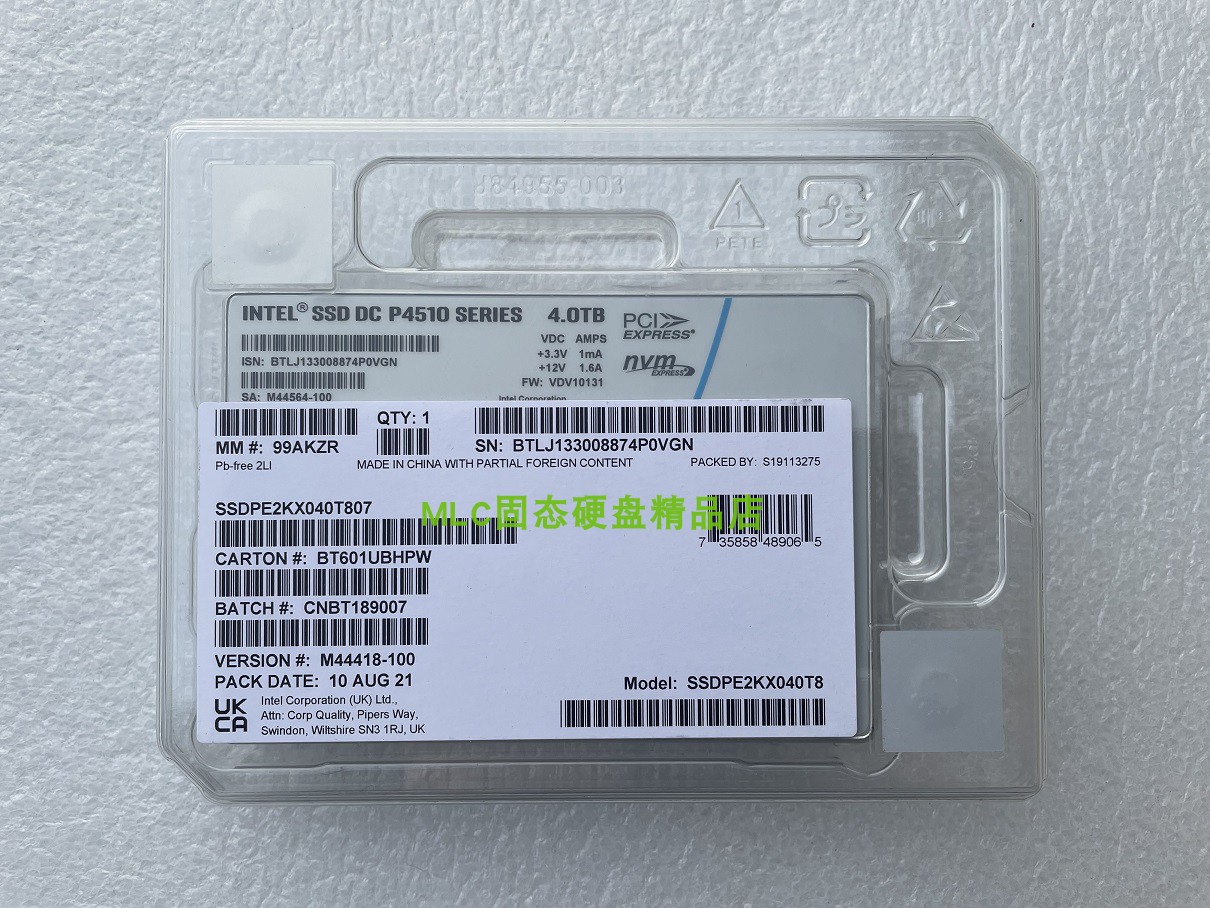 J84955-003
1
PETE
INTEL® SSD DC P4510 SERIES 4.0TB
PCI EXPRESS®
nvm EXPRESS
VDC AMPS
+3.3V 1mA
+12V 1.6A
FW: VDV10131
ISN: BTLJ133008874P0VGN
SA: M44564-100
Intel Corporation
QTY: 1
MM #: 99AKZR
SN: BTLJ133008874P0VGN
Pb-free 2LI
MADE IN CHINA WITH PARTIAL FOREIGN CONTENT
PACKED BY: S19113275
SSDPE2KX040T807
MLC固态硬盘精品店
7 35858 48906 5
CARTON #: BT601UBHPW
BATCH #: CNBT189007
VERSION #: M44418-100
PACK DATE: 10 AUG 21
Model: SSDPE2KX040T8
UK
CA
Intel Corporation (UK) Ltd.,
Attn: Corp Quality, Pipers Way,
Swindon, Wiltshire SN3 1RJ, UK